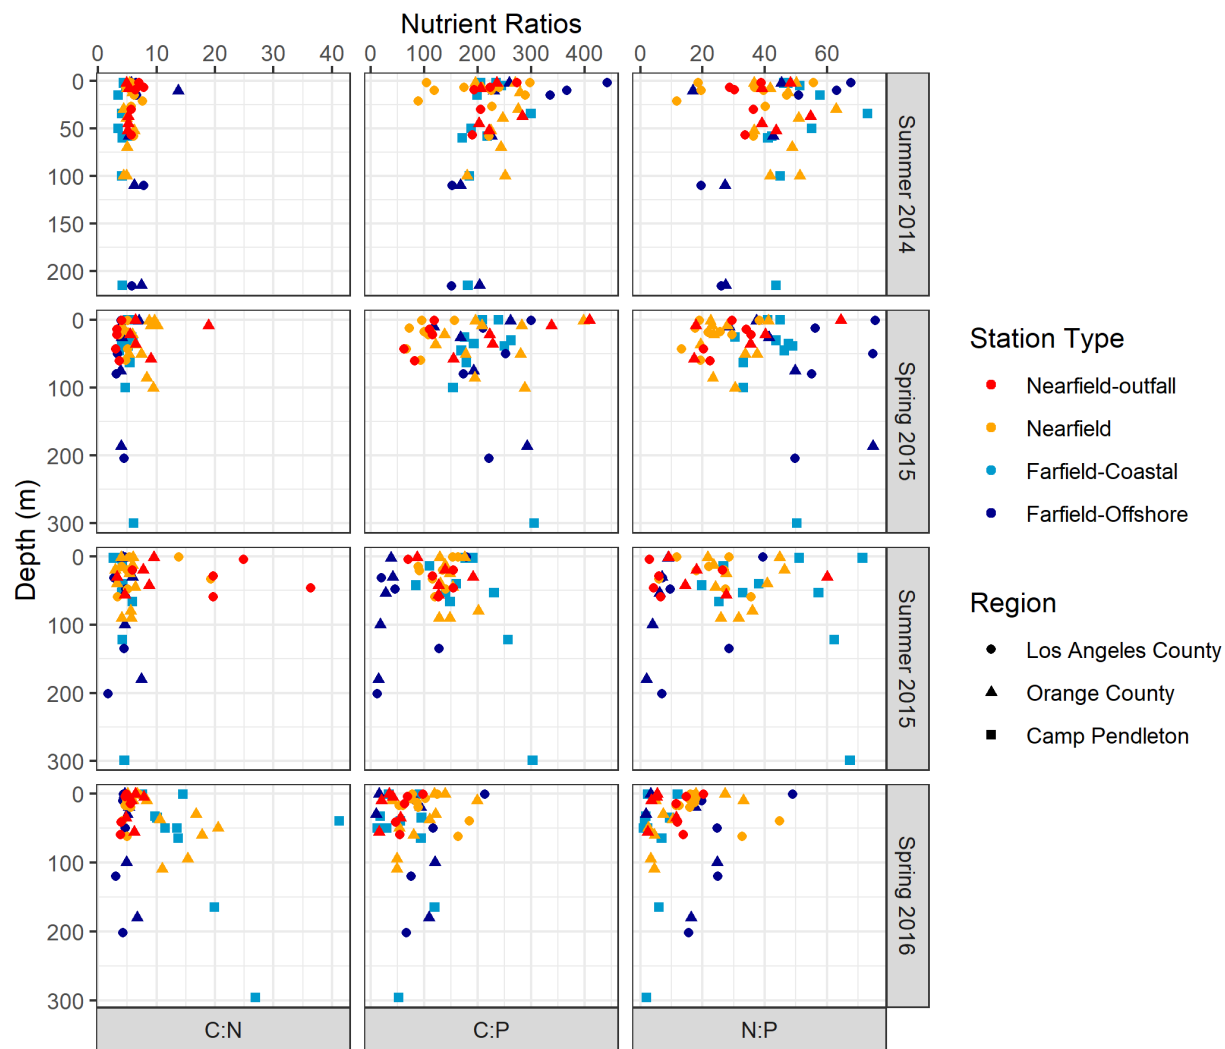 Nutrient Ratios
0 10 20 30 40 0 100 200 300 400 0 20 40 60
0
50
100
150
200
Summer 2014
0
100
200
300
Spring 2015
0
100
200
300
Summer 2015
0
100
200
300
Spring 2016
Depth (m)
C:N C:P N:P
Station Type
Nearfield-outfall
Nearfield
Farfield-Coastal
Farfield-Offshore
Region
Los Angeles County
Orange County
Camp Pendleton